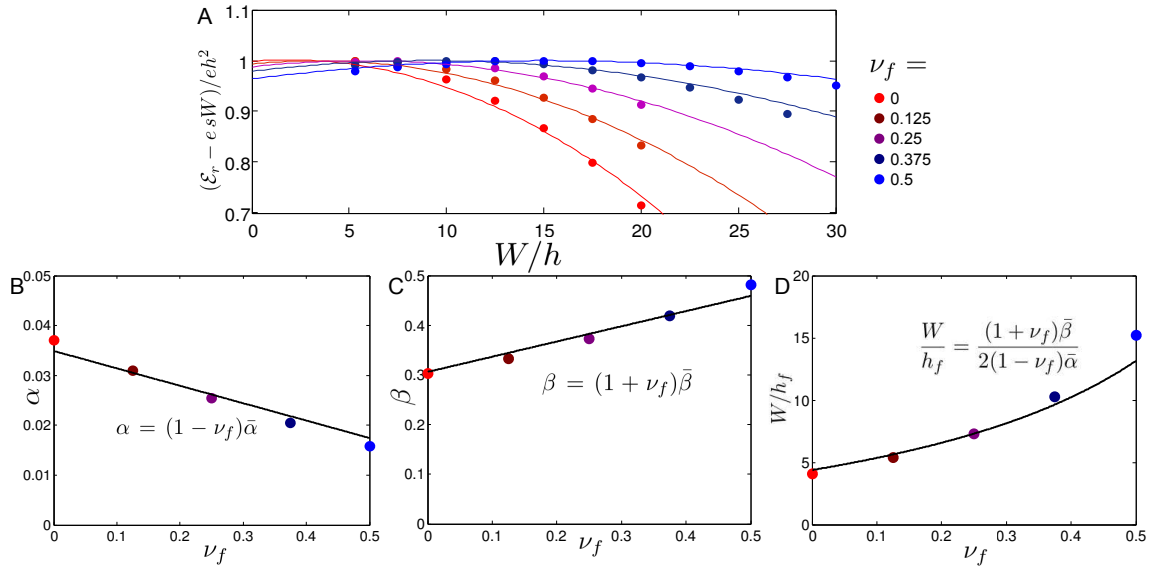 A
1.1
1
0.9
0.8
0.7
(ℰ_r − e sW)/eh²
0 5 10 15 20 25 30
W/h
ν_f =
0
0.125
0.25
0.375
0.5
B
0.05
0.04
0.03
0.02
0.01
0
α
α = (1 − ν_f)ᾱ
0 0.1 0.2 0.3 0.4 0.5
ν_f
C
0.5
0.4
0.3
0.2
0.1
0
β
β = (1 + ν_f)β̄
0 0.1 0.2 0.3 0.4 0.5
ν_f
D
20
15
10
5
0
W/h_f
W/h_f = (1 + ν_f)β̄ / 2(1 − ν_f)ᾱ
0 0.1 0.2 0.3 0.4 0.5
ν_f